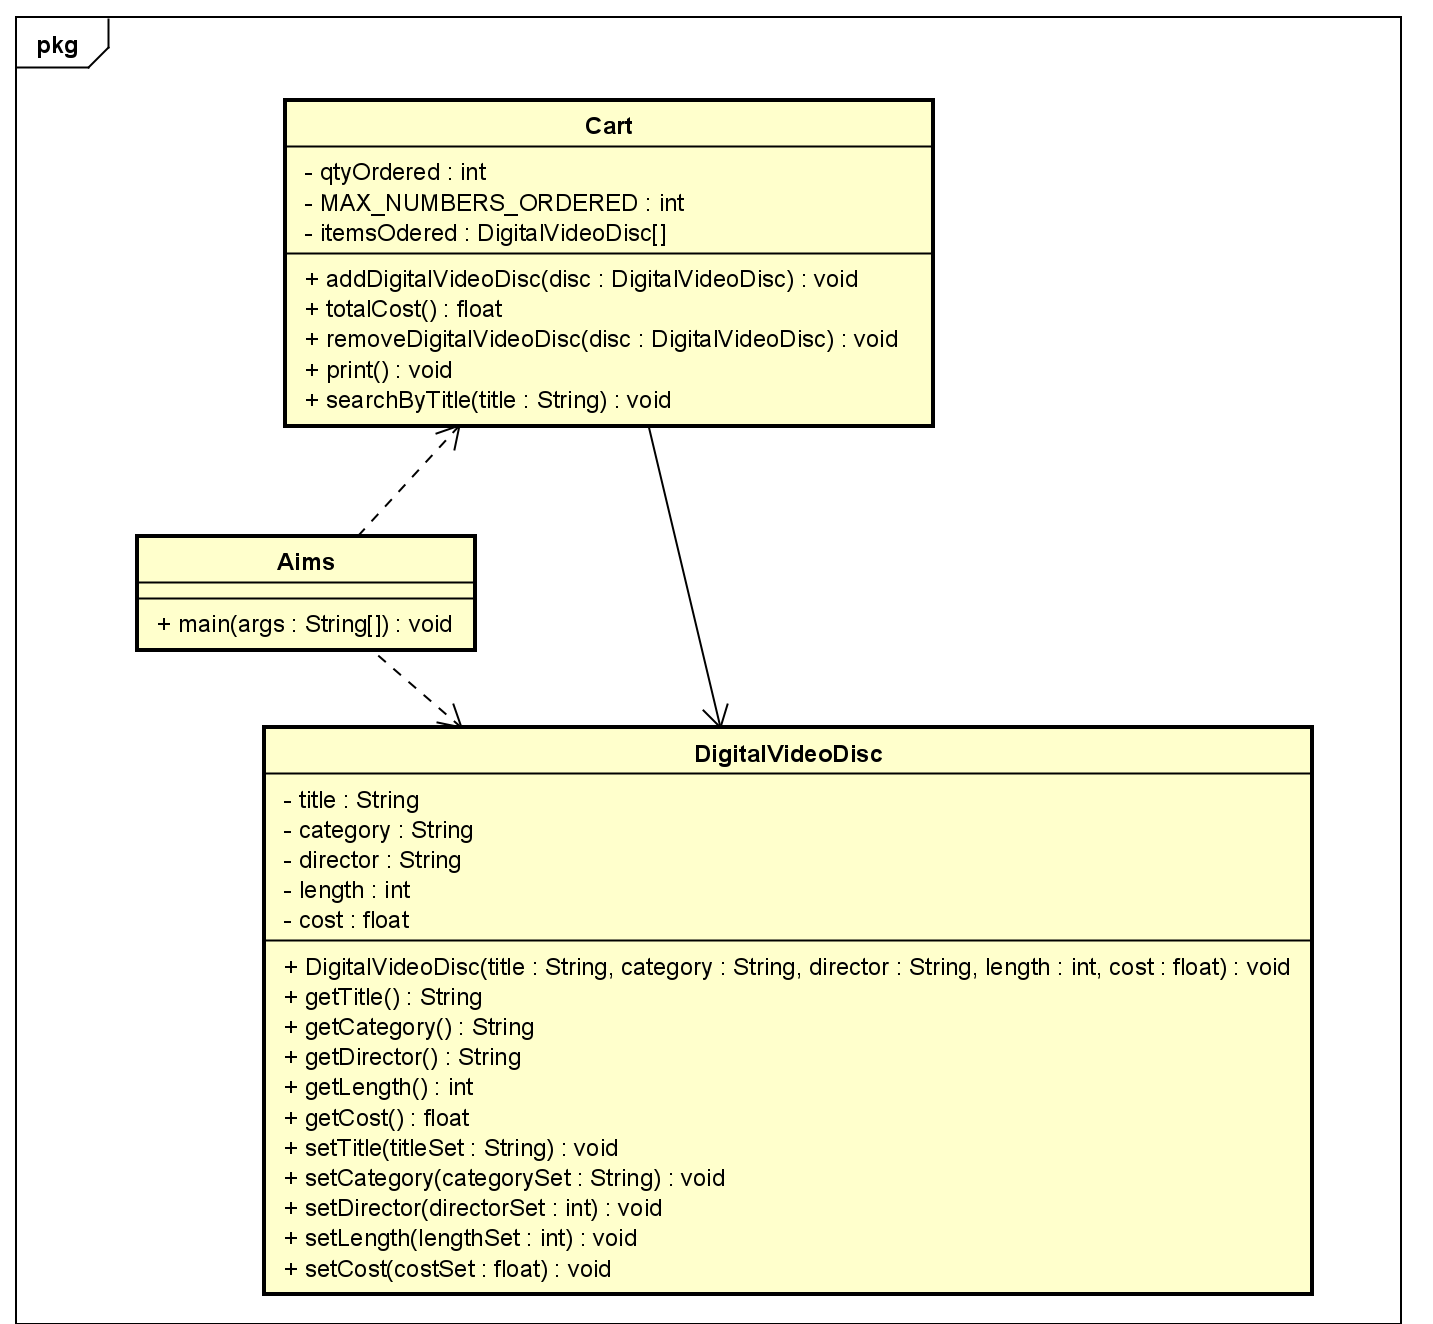 pkg
Cart
- qtyOrdered : int
- MAX_NUMBERS_ORDERED : int
- itemsOdered : DigitalVideoDisc[]
+ addDigitalVideoDisc(disc : DigitalVideoDisc) : void
+ totalCost() : float
+ removeDigitalVideoDisc(disc : DigitalVideoDisc) : void
+ print() : void
+ searchByTitle(title : String) : void
Aims
+ main(args : String[]) : void
DigitalVideoDisc
- title : String
- category : String
- director : String
- length : int
- cost : float
+ DigitalVideoDisc(title : String, category : String, director : String, length : int, cost : float) : void
+ getTitle() : String
+ getCategory() : String
+ getDirector() : String
+ getLength() : int
+ getCost() : float
+ setTitle(titleSet : String) : void
+ setCategory(categorySet : String) : void
+ setDirector(directorSet : int) : void
+ setLength(lengthSet : int) : void
+ setCost(costSet : float) : void